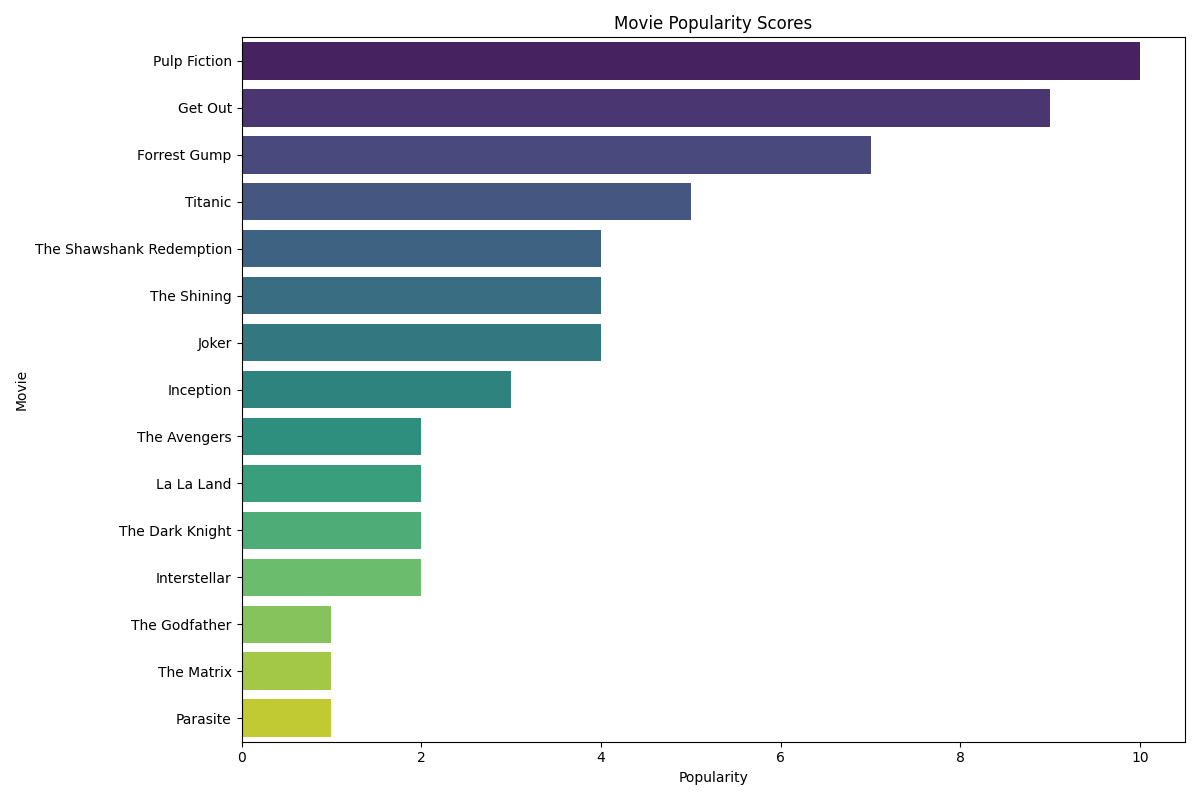 Movie Popularity Scores
Pulp Fiction
Get Out
Forrest Gump
Titanic
The Shawshank Redemption
The Shining
Joker
Inception
The Avengers
La La Land
The Dark Knight
Interstellar
The Godfather
The Matrix
Parasite
Movie
0 2 4 6 8 10
Popularity